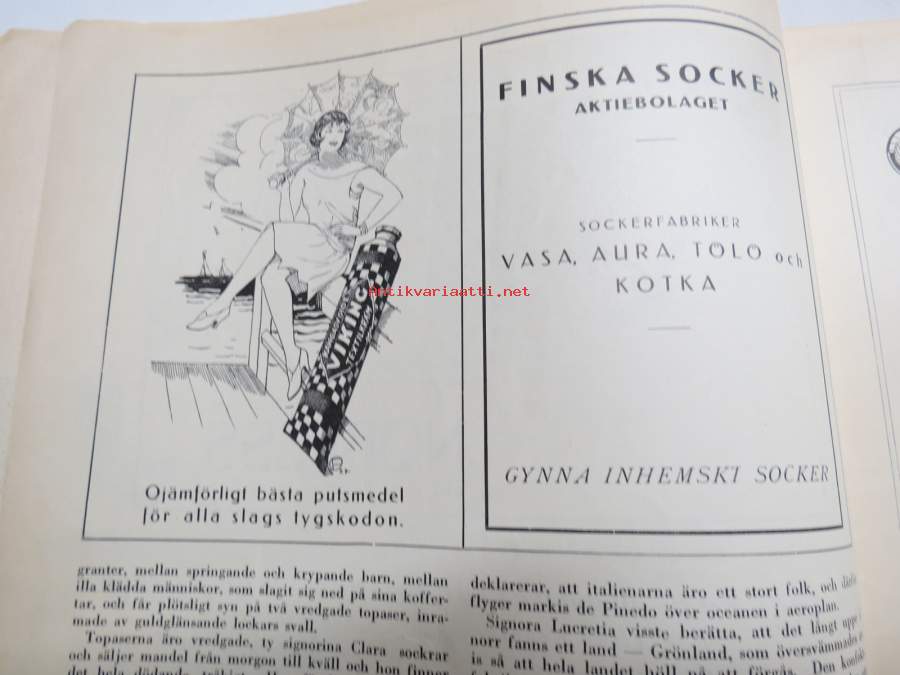 VIKING
Ojämförligt bästa putsmedel
för alla slags tygskodon.
FINSKA SOCKER
AKTIEBOLAGET
SOCKERFABRIKER
VASA, AURA, TÖLÖ och
KOTKA
GYNNA INHEMSKT SOCKER
antikvariaatti.net
granter, mellan springande och krypande barn, mellan
illa klädda människor, som slagit sig ned på sina koffer-
tar, och får plötsligt syn på två vredgade topaser, inra-
made av guldglänsande lockars svall.
Topaserna äro vredgade, ty signorina Clara sockrar
och säljer mandel från morgon till kväll och hon finner
det hela dödande
deklarerar, att italienarna äro ett stort folk, och
flyger markis de Pinedo över oceanen i aeroplan.
Signora Lucretia visste berätta, att det långt uppe i
norr fanns ett land — Grönland, som översvämmades
is så att hela landet höll på att förgås. Den